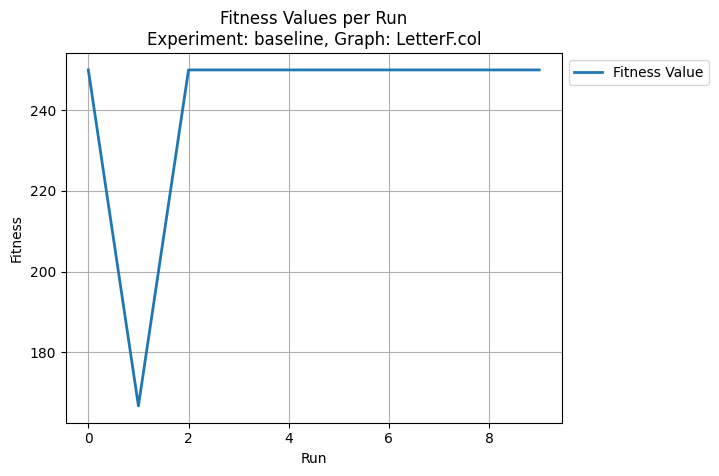 Fitness Values per Run
Experiment: baseline, Graph: LetterF.col
Fitness Value
240
220
200
180
Fitness
0
2
4
6
8
Run